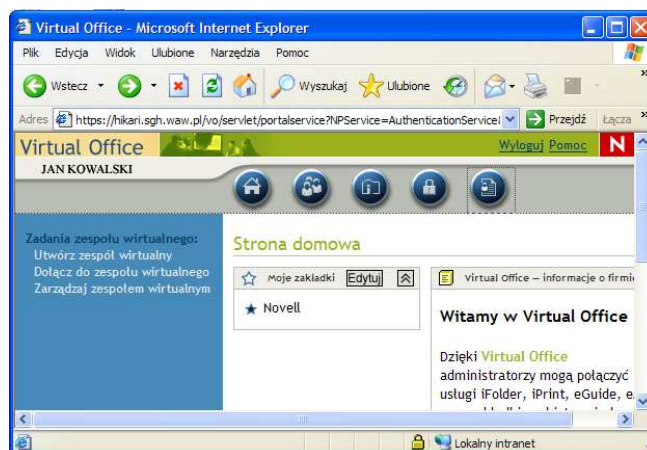 Virtual Office - Microsoft Internet Explorer
Plik Edycja Widok Ulubione Narzędzia Pomoc
Wstecz Wyszukaj Ulubione
Adres https://hikari.sgh.waw.pl/vo/servlet/portalservice?NPService=AuthenticationService Przejdź Łącza
Virtual Office Wyloguj Pomoc N
JAN KOWALSKI
Zadania zespołu wirtualnego:
Utwórz zespół wirtualny
Dołącz do zespołu wirtualnego
Zarządzaj zespołem wirtualnym
Strona domowa
Moje zakładki Edytuj
Novell
Virtual Office – informacje o firmie
Witamy w Virtual Office
Dzięki Virtual Office
administratorzy mogą połączyć
usługi iFolder, iPrint, eGuide, e
Lokalny intranet